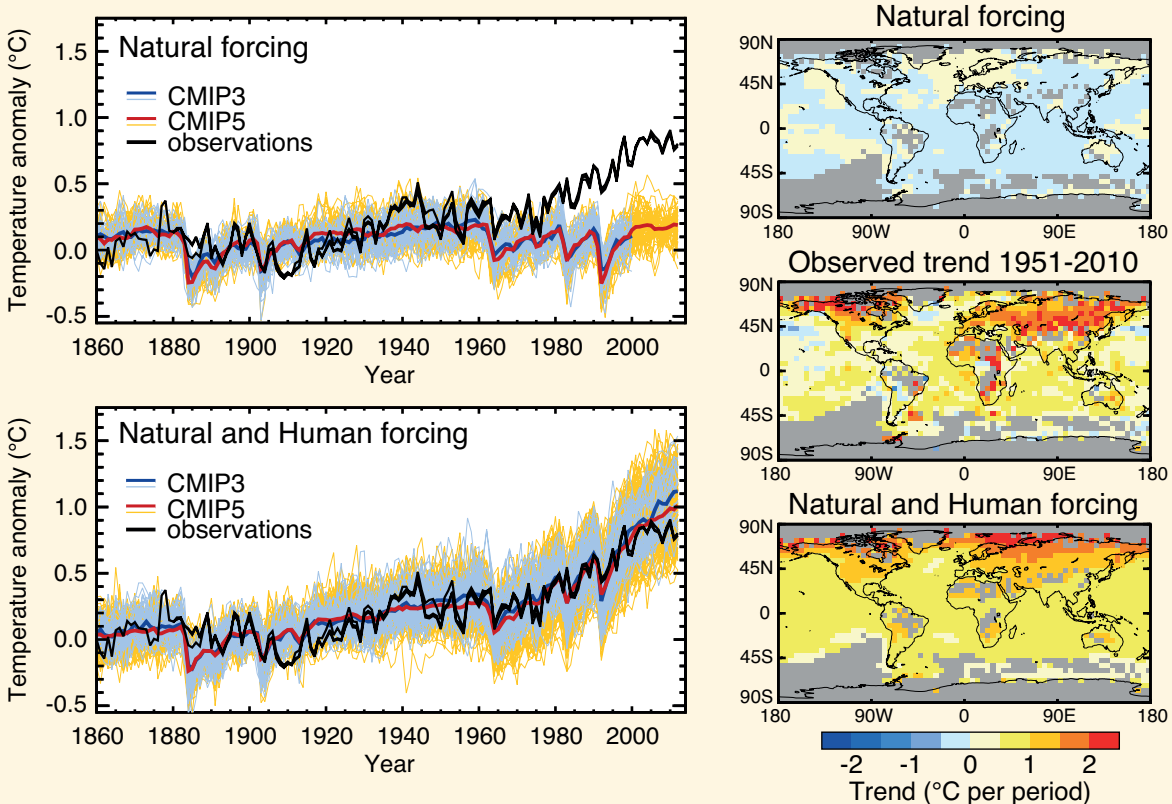 Natural forcing
1.5
1.0
0.5
0.0
-0.5
Temperature anomaly (°C)
CMIP3
CMIP5
observations
1860 1880 1900 1920 1940 1960 1980 2000
Year
Natural and Human forcing
1.5
1.0
0.5
0.0
-0.5
Temperature anomaly (°C)
CMIP3
CMIP5
observations
1860 1880 1900 1920 1940 1960 1980 2000
Year
Natural forcing
90N
45N
0
45S
90S
180 90W 0 90E 180
Observed trend 1951-2010
90N
45N
0
45S
90S
180 90W 0 90E 180
Natural and Human forcing
90N
45N
0
45S
90S
180 90W 0 90E 180
-2 -1 0 1 2
Trend (°C per period)